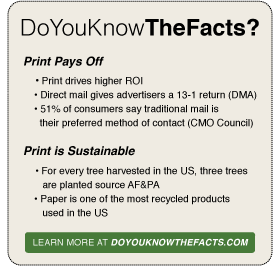 DoYouKnowTheFacts?
Print Pays Off
• Print drives higher ROI
• Direct mail gives advertisers a 13-1 return (DMA)
• 51% of consumers say traditional mail is
their preferred method of contact (CMO Council)
Print is Sustainable
• For every tree harvested in the US, three trees
are planted source AF&PA
• Paper is one of the most recycled products
used in the US
LEARN MORE AT DOYOUKNOWTHEFACTS.COM